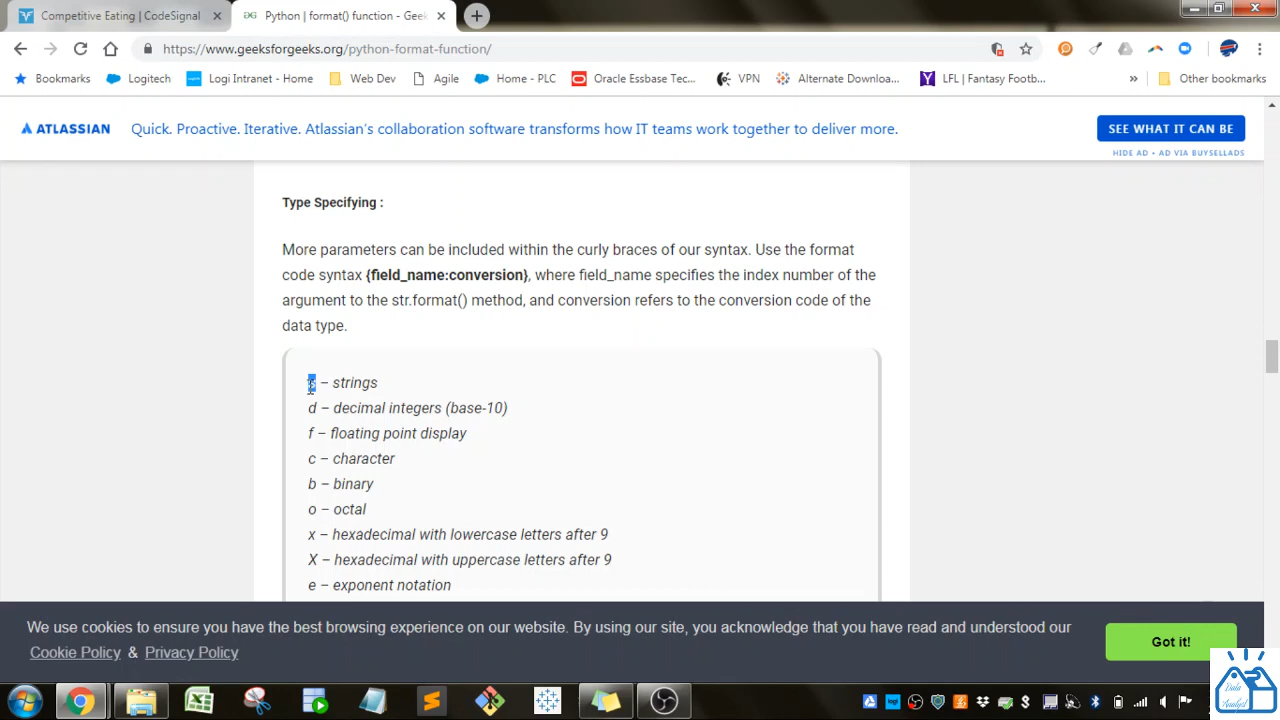 Competitive Eating | CodeSignal
Python | format() function - Geek
https://www.geeksforgeeks.org/python-format-function/
Bookmarks Logitech Logi Intranet - Home Web Dev Agile Home - PLC Oracle Essbase Tec... VPN Alternate Downloa... LFL | Fantasy Footb... » Other bookmarks
ATLASSIAN Quick. Proactive. Iterative. Atlassian's collaboration software transforms how IT teams work together to deliver more. SEE WHAT IT CAN BE
HIDE AD • AD VIA BUYSELLADS
Type Specifying :
More parameters can be included within the curly braces of our syntax. Use the format
code syntax {field_name:conversion}, where field_name specifies the index number of the
argument to the str.format() method, and conversion refers to the conversion code of the
data type.
s – strings
d – decimal integers (base-10)
f – floating point display
c – character
b – binary
o – octal
x – hexadecimal with lowercase letters after 9
X – hexadecimal with uppercase letters after 9
e – exponent notation
We use cookies to ensure you have the best browsing experience on our website. By using our site, you acknowledge that you have read and understood our
Cookie Policy & Privacy Policy
Got it!
logi
Data
Analyst